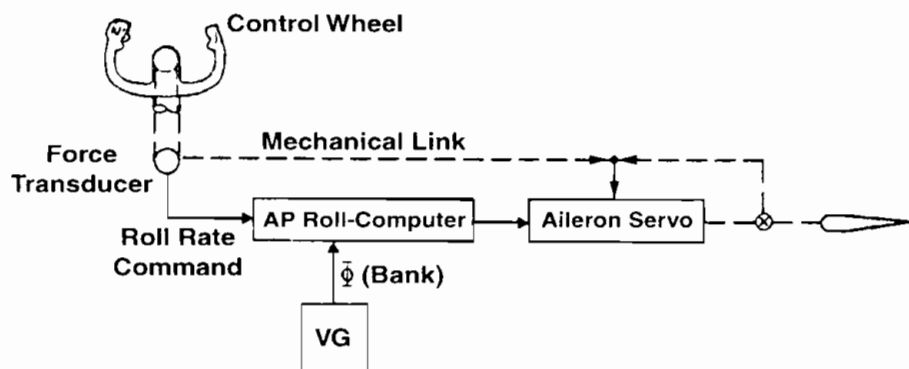 Control Wheel
Mechanical Link
Force
Transducer
AP Roll-Computer
Aileron Servo
Roll Rate
Command
Φ̄ (Bank)
VG